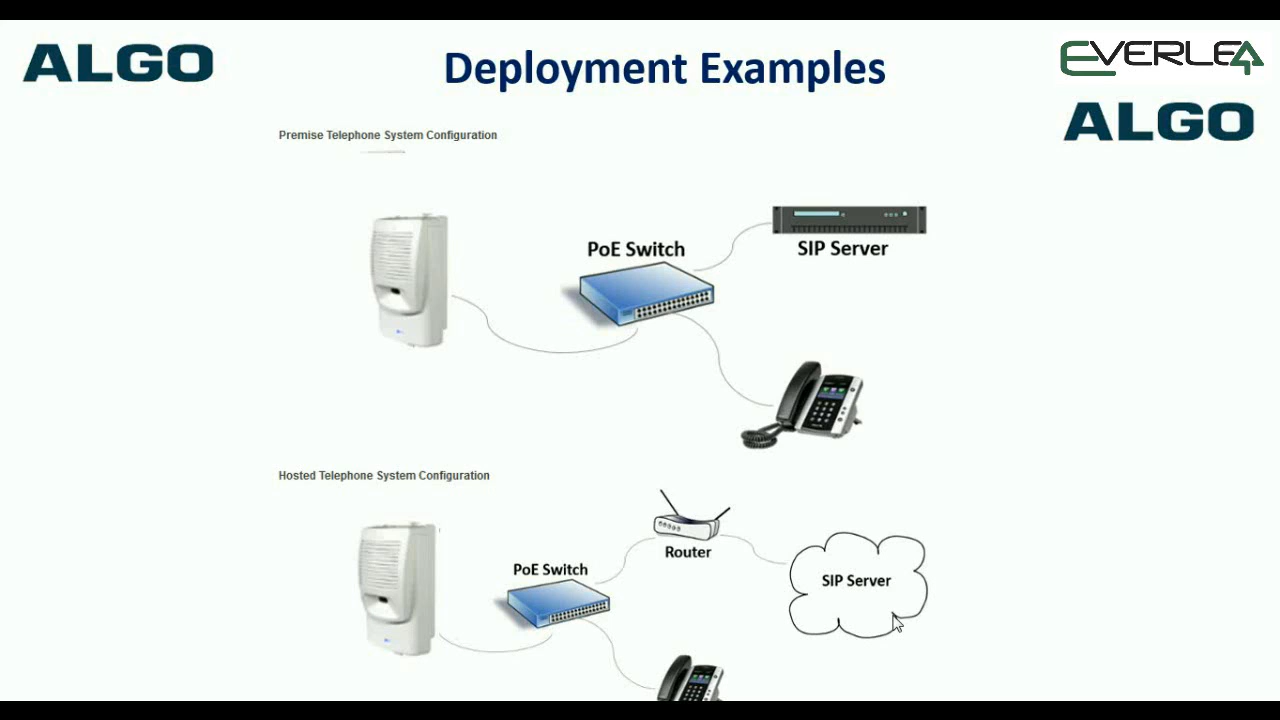 ALGO
Deployment Examples
EVERLEA
ALGO
Premise Telephone System Configuration
PoE Switch
SIP Server
Hosted Telephone System Configuration
Router
PoE Switch
SIP Server